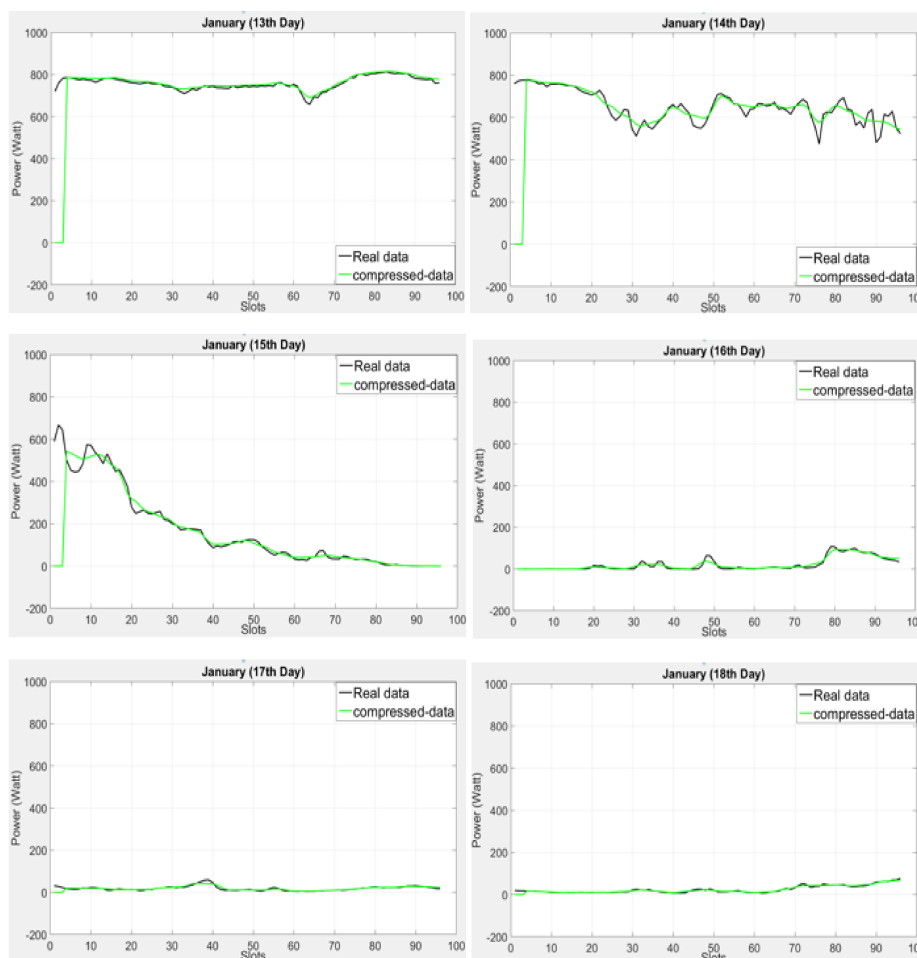 January (13th Day)
1000
800
600
400
200
0
-200
Power (Watt)
0 10 20 30 40 50 60 70 80 90 100
Slots
Real data
compressed-data
January (14th Day)
1000
800
600
400
200
0
-200
Power (Watt)
0 10 20 30 40 50 60 70 80 90 100
Slots
Real data
compressed-data
January (15th Day)
1000
800
600
400
200
0
-200
Power (Watt)
0 10 20 30 40 50 60 70 80 90 100
Slots
Real data
compressed-data
January (16th Day)
1000
800
600
400
200
0
-200
Power (Watt)
0 10 20 30 40 50 60 70 80 90 10
Slots
Real data
compressed-data
January (17th Day)
1000
800
600
400
200
0
-200
Power (Watt)
0 10 20 30 40 50 60 70 80 90 100
Slots
Real data
compressed-data
January (18th Day)
1000
800
600
400
200
0
-200
Power (Watt)
0 10 20 30 40 50 60 70 80 90 100
Slots
Real data
compressed-data